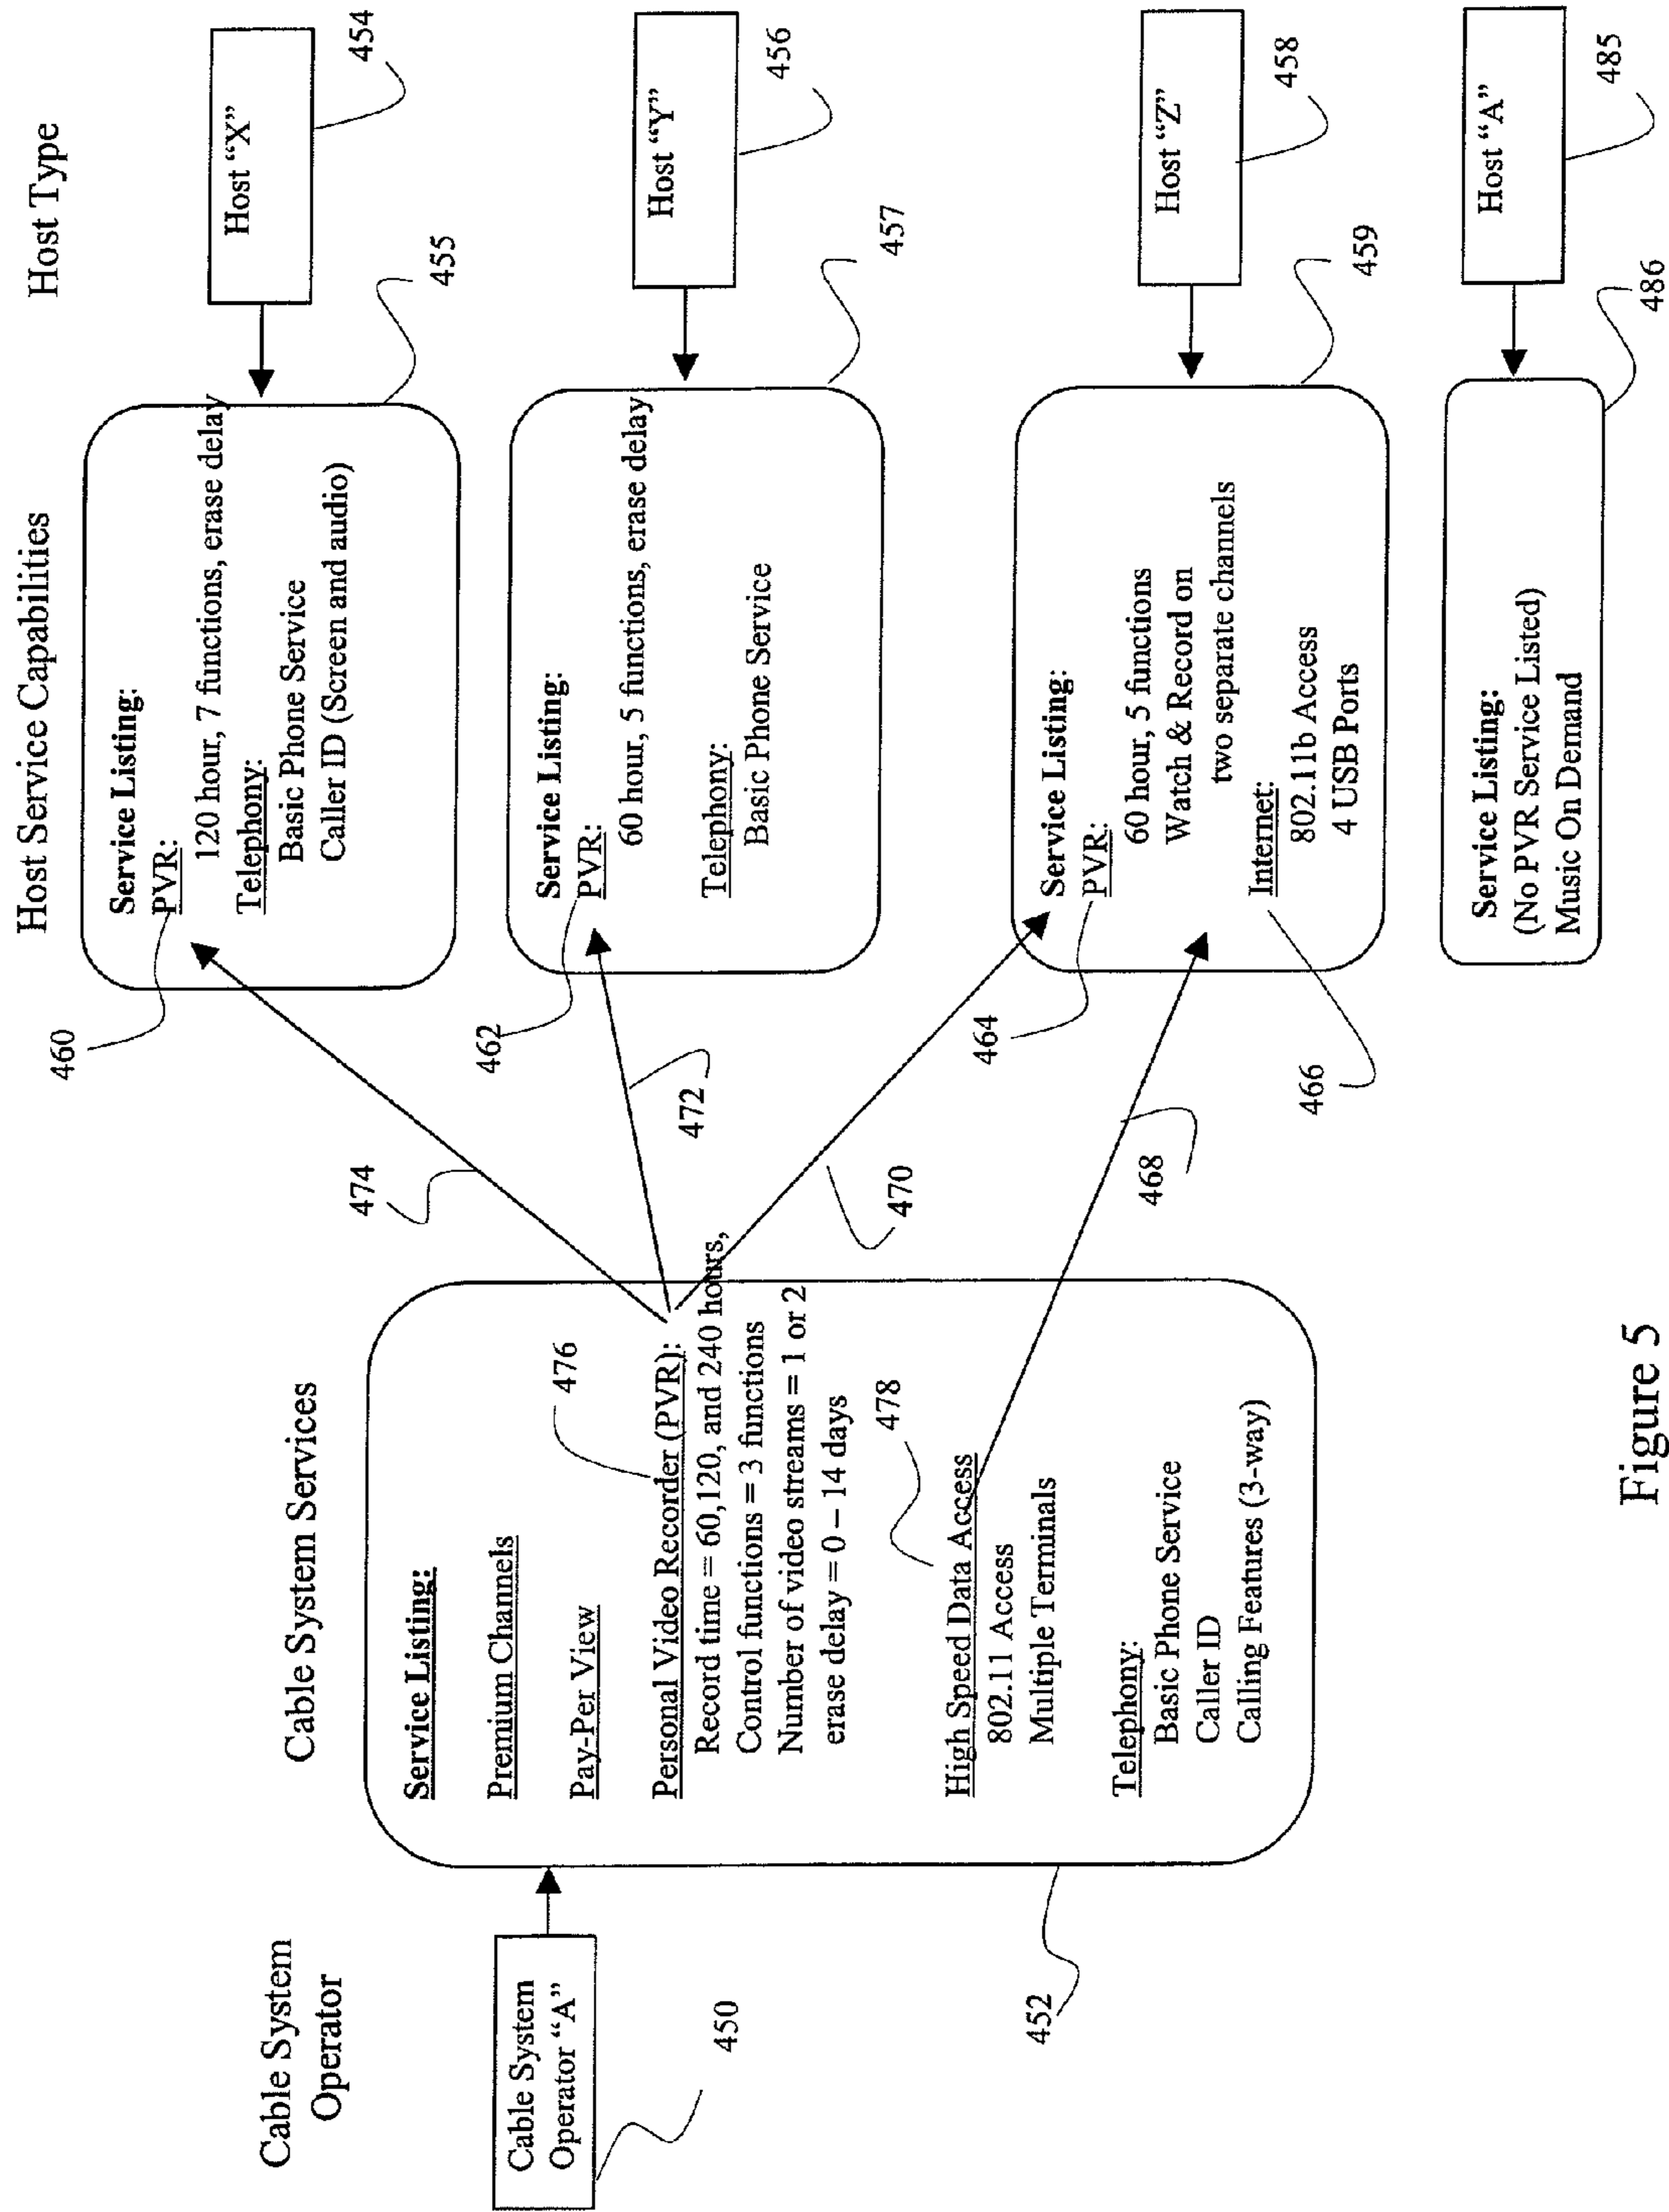 Cable System
Operator
Cable System
Operator “A”
450
Cable System Services
Service Listing:
Premium Channels
Pay-Per View
Personal Video Recorder (PVR):
Record time = 60,120, and 240 hours,
Control functions = 3 functions
Number of video streams = 1 or 2
erase delay = 0 – 14 days
476
High Speed Data Access
802.11 Access
Multiple Terminals
478
Telephony:
Basic Phone Service
Caller ID
Calling Features (3-way)
452
474
472
470
468
Host Service Capabilities
Service Listing:
PVR:
120 hour, 7 functions, erase delay
Telephony:
Basic Phone Service
Caller ID (Screen and audio)
460
455
Service Listing:
PVR:
60 hour, 5 functions, erase delay
Telephony:
Basic Phone Service
462
457
Service Listing:
PVR:
60 hour, 5 functions
Watch & Record on
two separate channels
Internet:
802.11b Access
4 USB Ports
464
466
459
Service Listing:
(No PVR Service Listed)
Music On Demand
486
Host Type
Host “X”
454
Host “Y”
456
Host “Z”
458
Host “A”
485
Figure 5